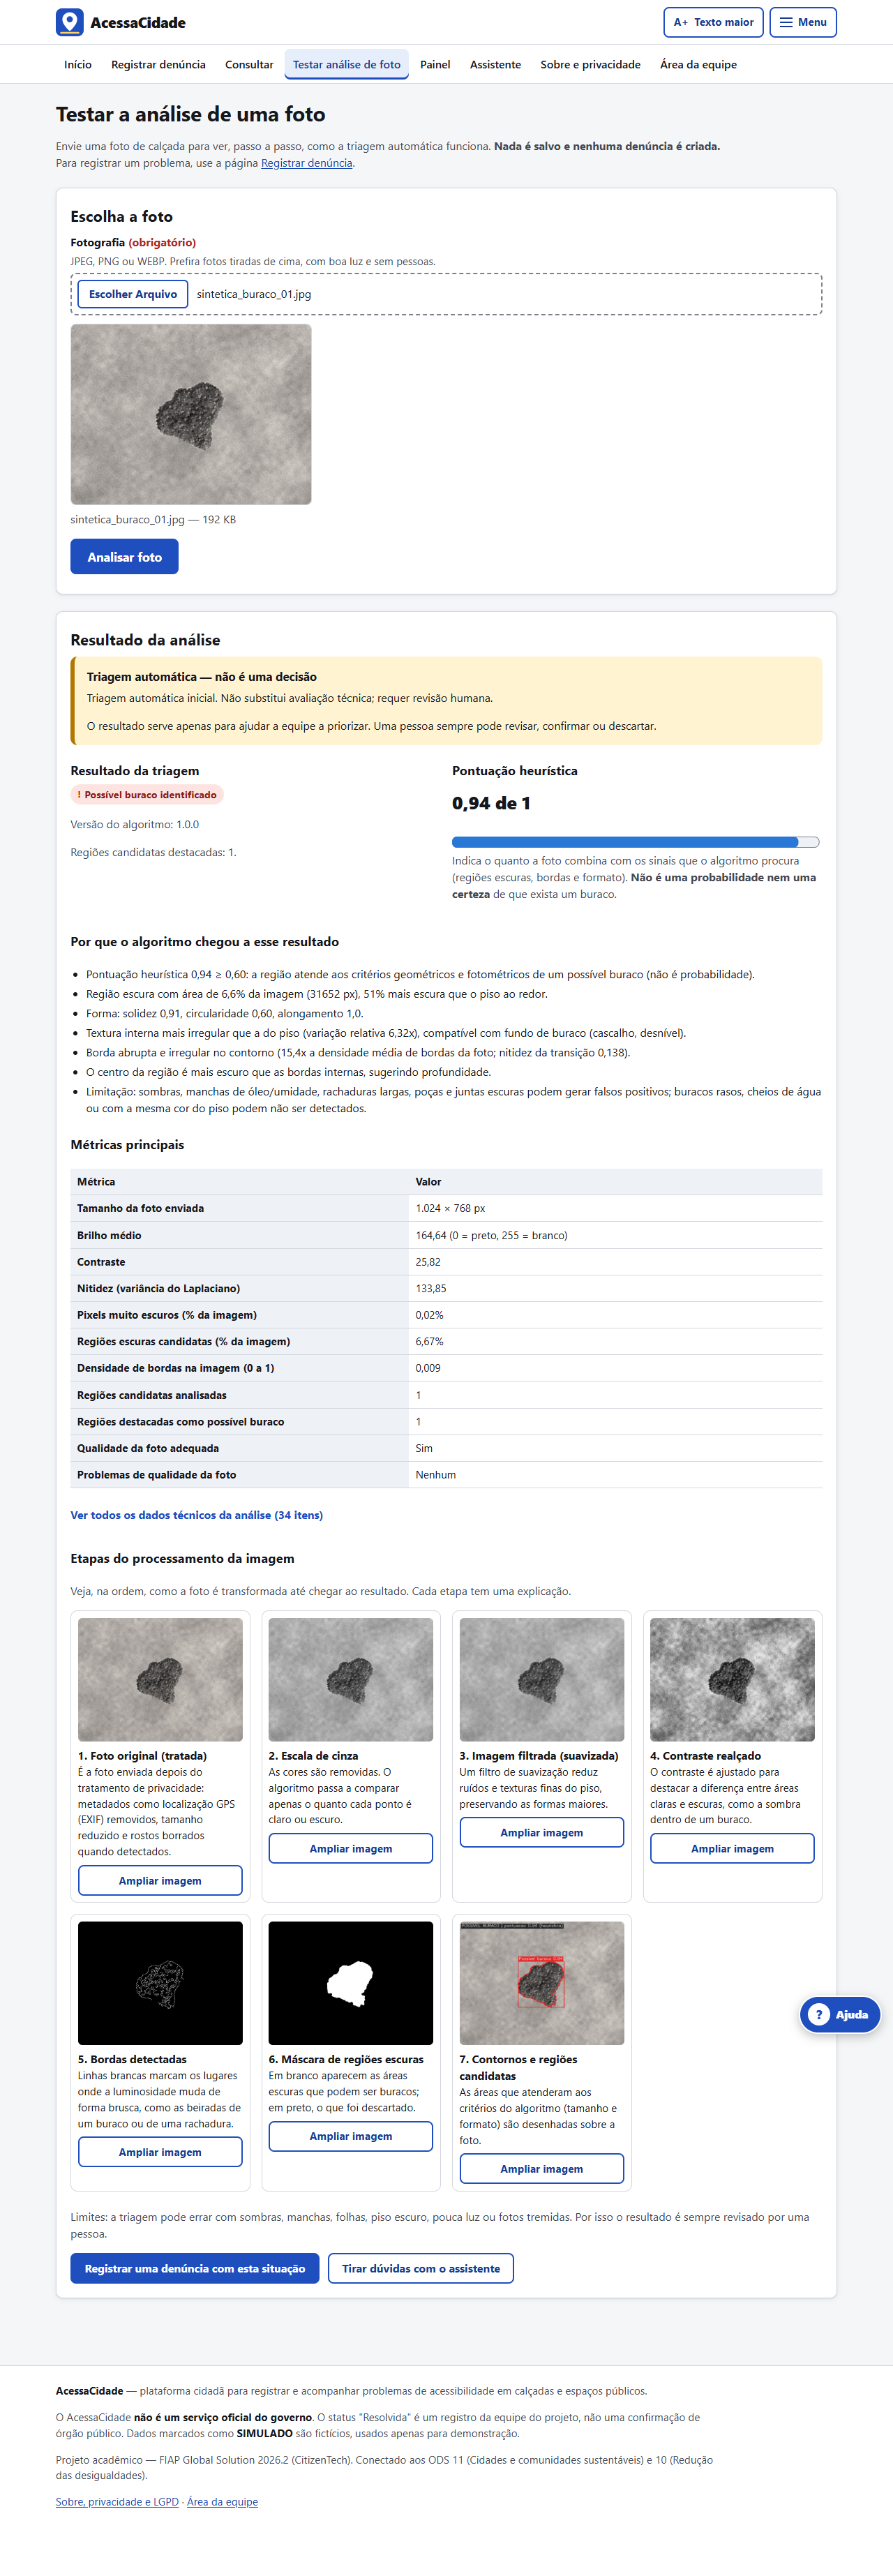 AcessaCidade
A+ Texto maior
Menu
Início
Registrar denúncia
Consultar
Testar análise de foto
Painel
Assistente
Sobre e privacidade
Área da equipe
Testar a análise de uma foto
Envie uma foto de calçada para ver, passo a passo, como a triagem automática funciona. Nada é salvo e nenhuma denúncia é criada.
Para registrar um problema, use a página Registrar denúncia.
Escolha a foto
Fotografia (obrigatório)
JPEG, PNG ou WEBP. Prefira fotos tiradas de cima, com boa luz e sem pessoas.
Escolher Arquivo sintetica_buraco_01.jpg
sintetica_buraco_01.jpg — 192 KB
Analisar foto
Resultado da análise
Triagem automática — não é uma decisão
Triagem automática inicial. Não substitui avaliação técnica; requer revisão humana.
O resultado serve apenas para ajudar a equipe a priorizar. Uma pessoa sempre pode revisar, confirmar ou descartar.
Resultado da triagem
! Possível buraco identificado
Versão do algoritmo: 1.0.0
Regiões candidatas destacadas: 1.
Pontuação heurística
0,94 de 1
Indica o quanto a foto combina com os sinais que o algoritmo procura
(regiões escuras, bordas e formato). Não é uma probabilidade nem uma
certeza de que exista um buraco.
Por que o algoritmo chegou a esse resultado
• Pontuação heurística 0,94 ≥ 0,60: a região atende aos critérios geométricos e fotométricos de um possível buraco (não é probabilidade).
• Região escura com área de 6,6% da imagem (31652 px), 51% mais escura que o piso ao redor.
• Forma: solidez 0,91, circularidade 0,60, alongamento 1,0.
• Textura interna mais irregular que a do piso (variação relativa 6,32x), compatível com fundo de buraco (cascalho, desnível).
• Borda abrupta e irregular no contorno (15,4x a densidade média de bordas da foto; nitidez da transição 0,138).
• O centro da região é mais escuro que as bordas internas, sugerindo profundidade.
• Limitação: sombras, manchas de óleo/umidade, rachaduras largas, poças e juntas escuras podem gerar falsos positivos; buracos rasos, cheios de água
ou com a mesma cor do piso podem não ser detectados.
Métricas principais
Métrica Valor
Tamanho da foto enviada 1.024 × 768 px
Brilho médio 164,64 (0 = preto, 255 = branco)
Contraste 25,82
Nitidez (variância do Laplaciano) 133,85
Pixels muito escuros (% da imagem) 0,02%
Regiões escuras candidatas (% da imagem) 6,67%
Densidade de bordas na imagem (0 a 1) 0,009
Regiões candidatas analisadas 1
Regiões destacadas como possível buraco 1
Qualidade da foto adequada Sim
Problemas de qualidade da foto Nenhum
Ver todos os dados técnicos da análise (34 itens)
Etapas do processamento da imagem
Veja, na ordem, como a foto é transformada até chegar ao resultado. Cada etapa tem uma explicação.
1. Foto original (tratada)
É a foto enviada depois do
tratamento de privacidade:
metadados como localização GPS
(EXIF) removidos, tamanho
reduzido e rostos borrados
quando detectados.
Ampliar imagem
2. Escala de cinza
As cores são removidas. O
algoritmo passa a comparar
apenas o quanto cada ponto é
claro ou escuro.
Ampliar imagem
3. Imagem filtrada (suavizada)
Um filtro de suavização reduz
ruídos e texturas finas do piso,
preservando as formas maiores.
Ampliar imagem
4. Contraste realçado
O contraste é ajustado para
destacar a diferença entre áreas
claras e escuras, como a sombra
dentro de um buraco.
Ampliar imagem
5. Bordas detectadas
Linhas brancas marcam os lugares
onde a luminosidade muda de
forma brusca, como as beiradas de
um buraco ou de uma rachadura.
Ampliar imagem
6. Máscara de regiões escuras
Em branco aparecem as áreas
escuras que podem ser buracos;
em preto, o que foi descartado.
Ampliar imagem
7. Contornos e regiões
candidatas
As áreas que atenderam aos
critérios do algoritmo (tamanho e
formato) são desenhadas sobre a
foto.
Ampliar imagem
? Ajuda
Limites: a triagem pode errar com sombras, manchas, folhas, piso escuro, pouca luz ou fotos tremidas. Por isso o resultado é sempre revisado por uma
pessoa.
Registrar uma denúncia com esta situação
Tirar dúvidas com o assistente
AcessaCidade — plataforma cidadã para registrar e acompanhar problemas de acessibilidade em calçadas e espaços públicos.
O AcessaCidade não é um serviço oficial do governo. O status "Resolvida" é um registro da equipe do projeto, não uma confirmação de
órgão público. Dados marcados como SIMULADO são fictícios, usados apenas para demonstração.
Projeto acadêmico — FIAP Global Solution 2026.2 (CitizenTech). Conectado aos ODS 11 (Cidades e comunidades sustentáveis) e 10 (Redução
das desigualdades).
Sobre, privacidade e LGPD · Área da equipe